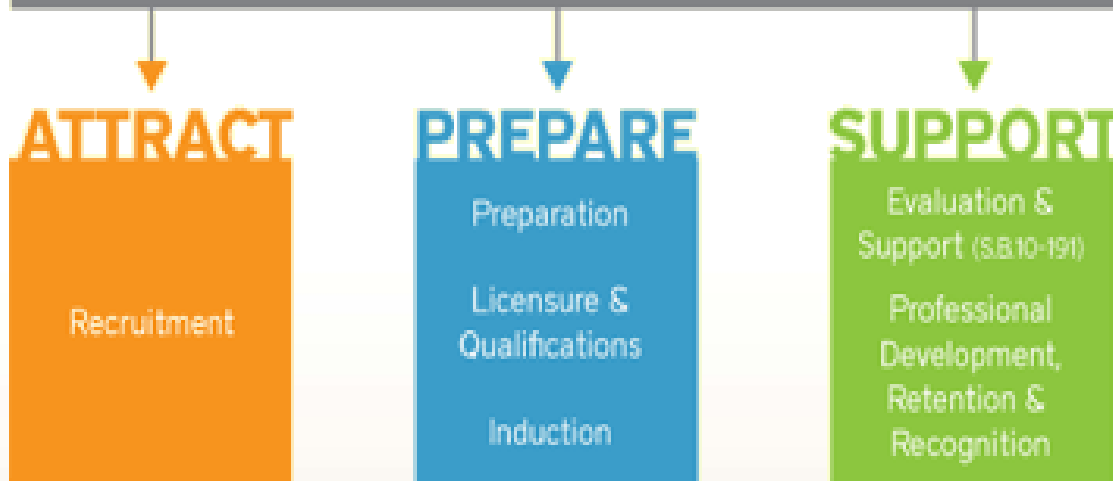 ATTRACT
Recruitment
PREPARE
Preparation
Licensure &
Qualifications
Induction
SUPPORT
Evaluation &
Support (S.B.10-191)
Professional
Development,
Retention &
Recognition